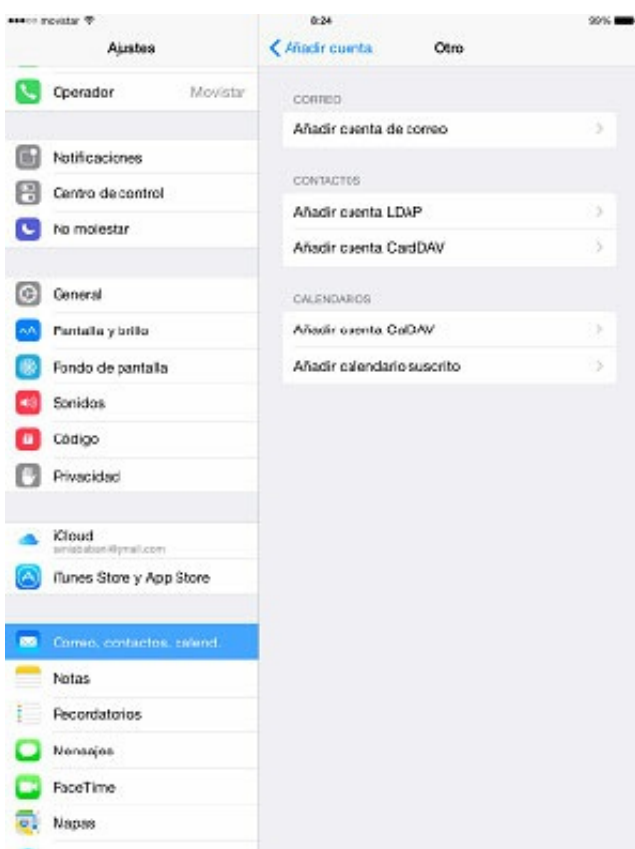 movistar
8:24
99%
Ajustes
Añadir cuenta
Otro
Operador
Movistar
Notificaciones
Centro de control
No molestar
General
Pantalla y brillo
Fondo de pantalla
Sonidos
Código
Privacidad
iCloud
iTunes Store y App Store
Correo, contactos, calend.
Notas
Recordatorios
Mensajes
FaceTime
Mapas
CORREO
Añadir cuenta de correo
CONTACTOS
Añadir cuenta LDAP
Añadir cuenta CardDAV
CALENDARIOS
Añadir cuenta CalDAV
Añadir calendario suscrito